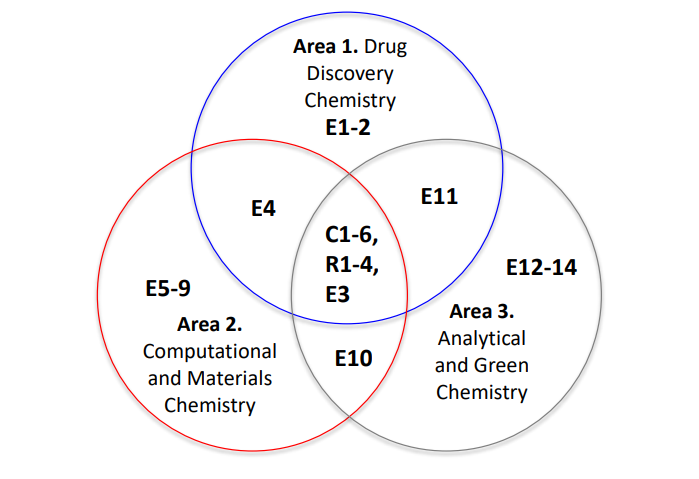 Area 1. Drug
Discovery
Chemistry
E1-2
E4
E11
C1-6,
R1-4,
E3
E12-14
E5-9
Area 2.
Computational
and Materials
Chemistry
Area 3.
Analytical
and Green
Chemistry
E10